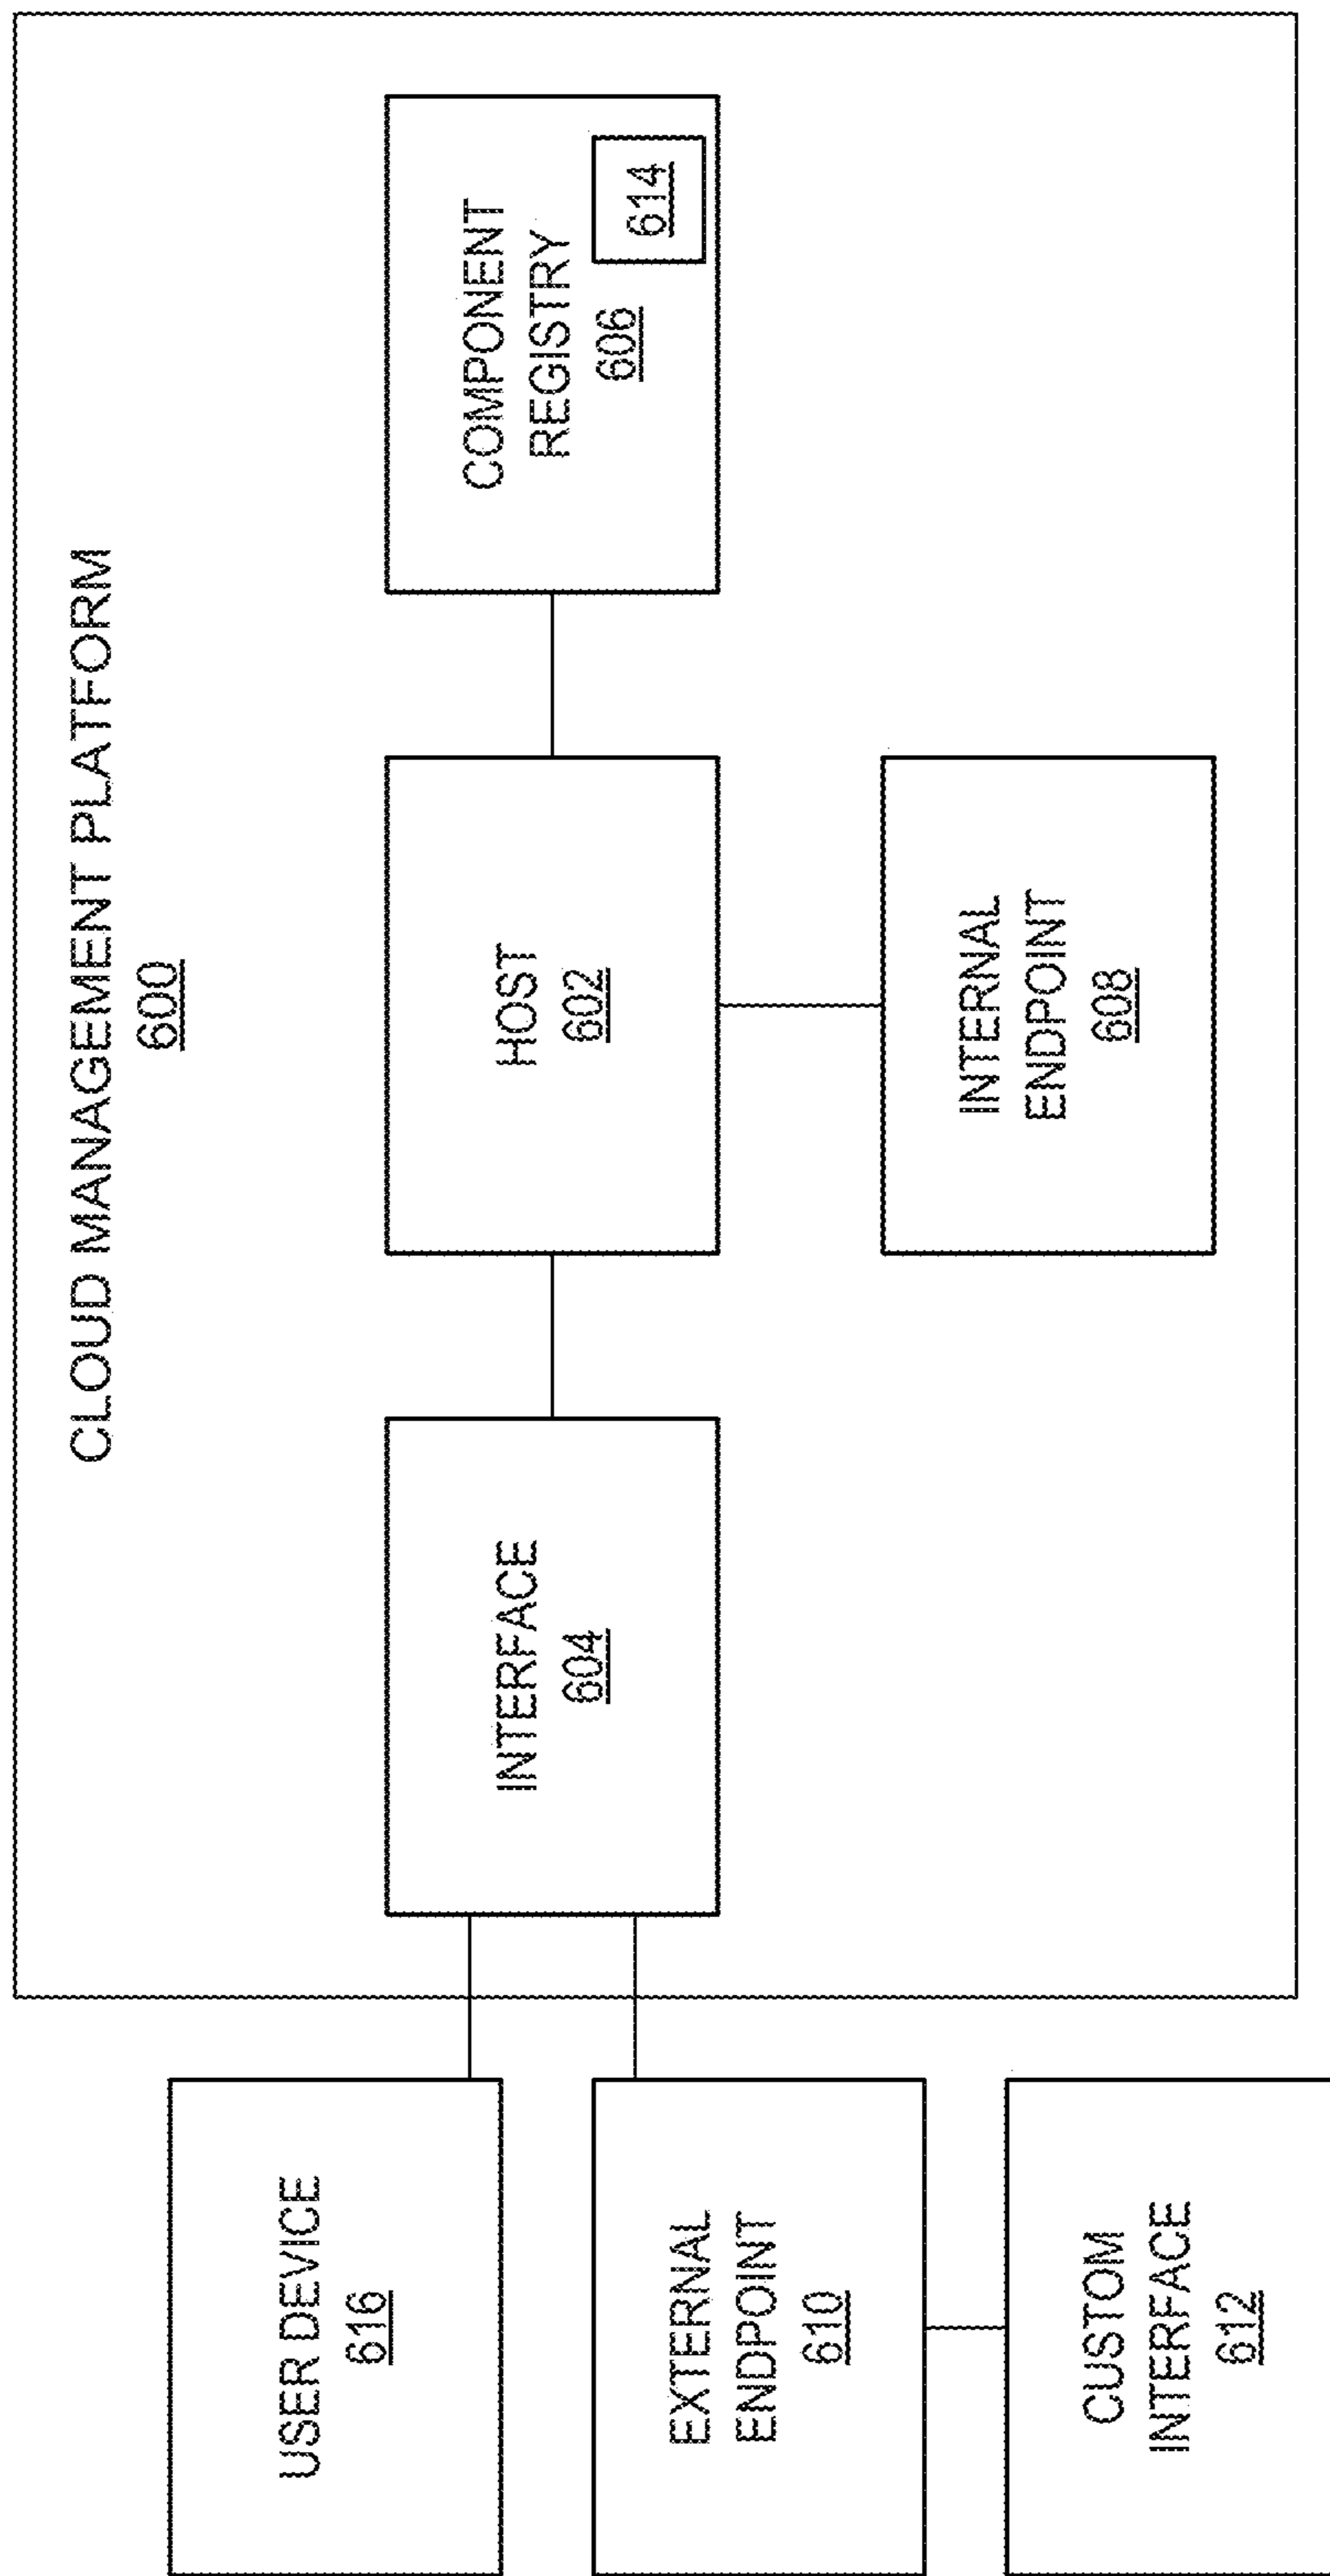 CLOUD MANAGEMENT PLATFORM
600
USER DEVICE
616
EXTERNAL
ENDPOINT
610
CUSTOM
INTERFACE
612
INTERFACE
604
HOST
602
INTERNAL
ENDPOINT
608
COMPONENT
REGISTRY
606
614